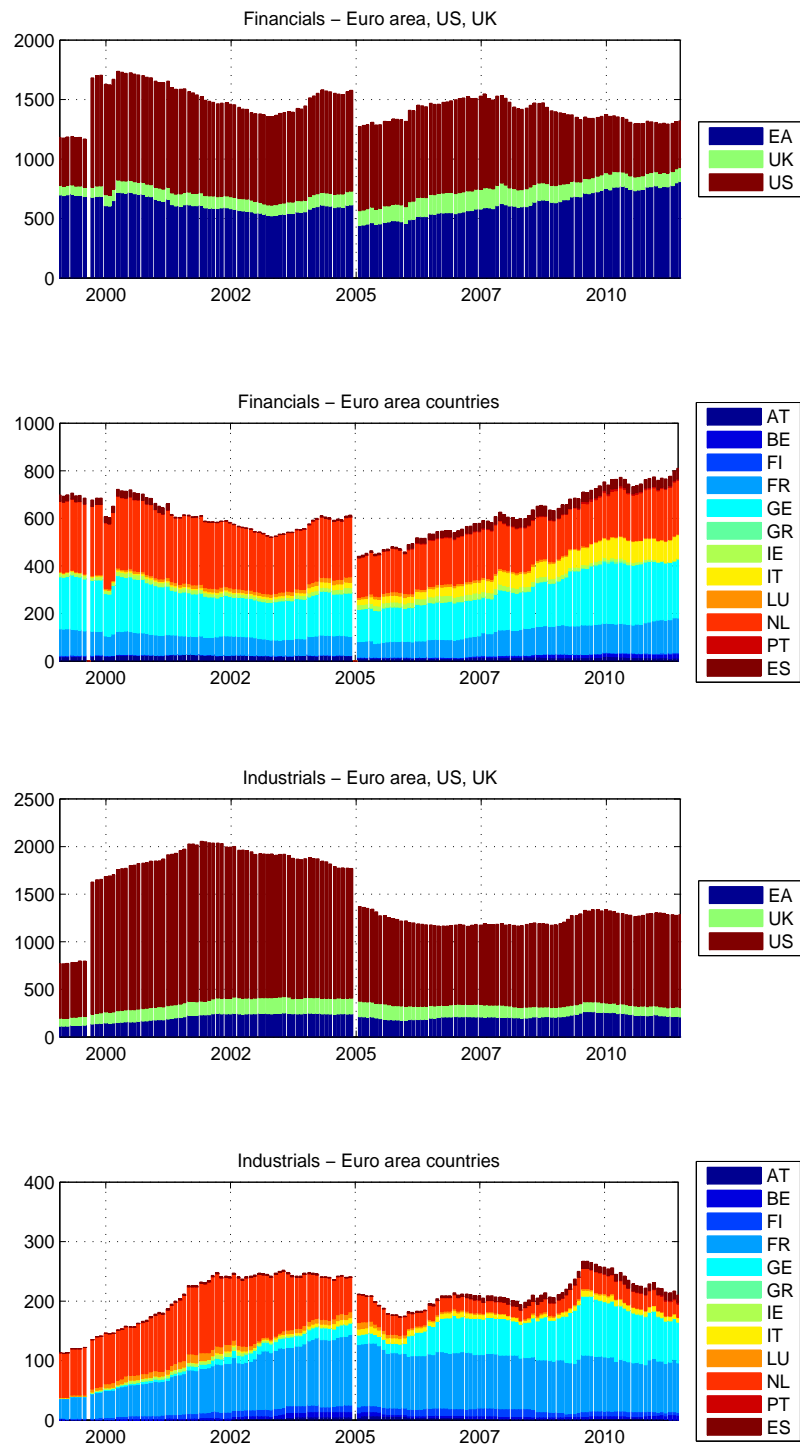 Financials − Euro area, US, UK
2000
1500
1000
500
0
2000 2002 2005 2007 2010
EA
UK
US
Financials − Euro area countries
1000
800
600
400
200
0
2000 2002 2005 2007 2010
AT
BE
FI
FR
GE
GR
IE
IT
LU
NL
PT
ES
Industrials − Euro area, US, UK
2500
2000
1500
1000
500
0
2000 2002 2005 2007 2010
EA
UK
US
Industrials − Euro area countries
400
300
200
100
0
2000 2002 2005 2007 2010
AT
BE
FI
FR
GE
GR
IE
IT
LU
NL
PT
ES